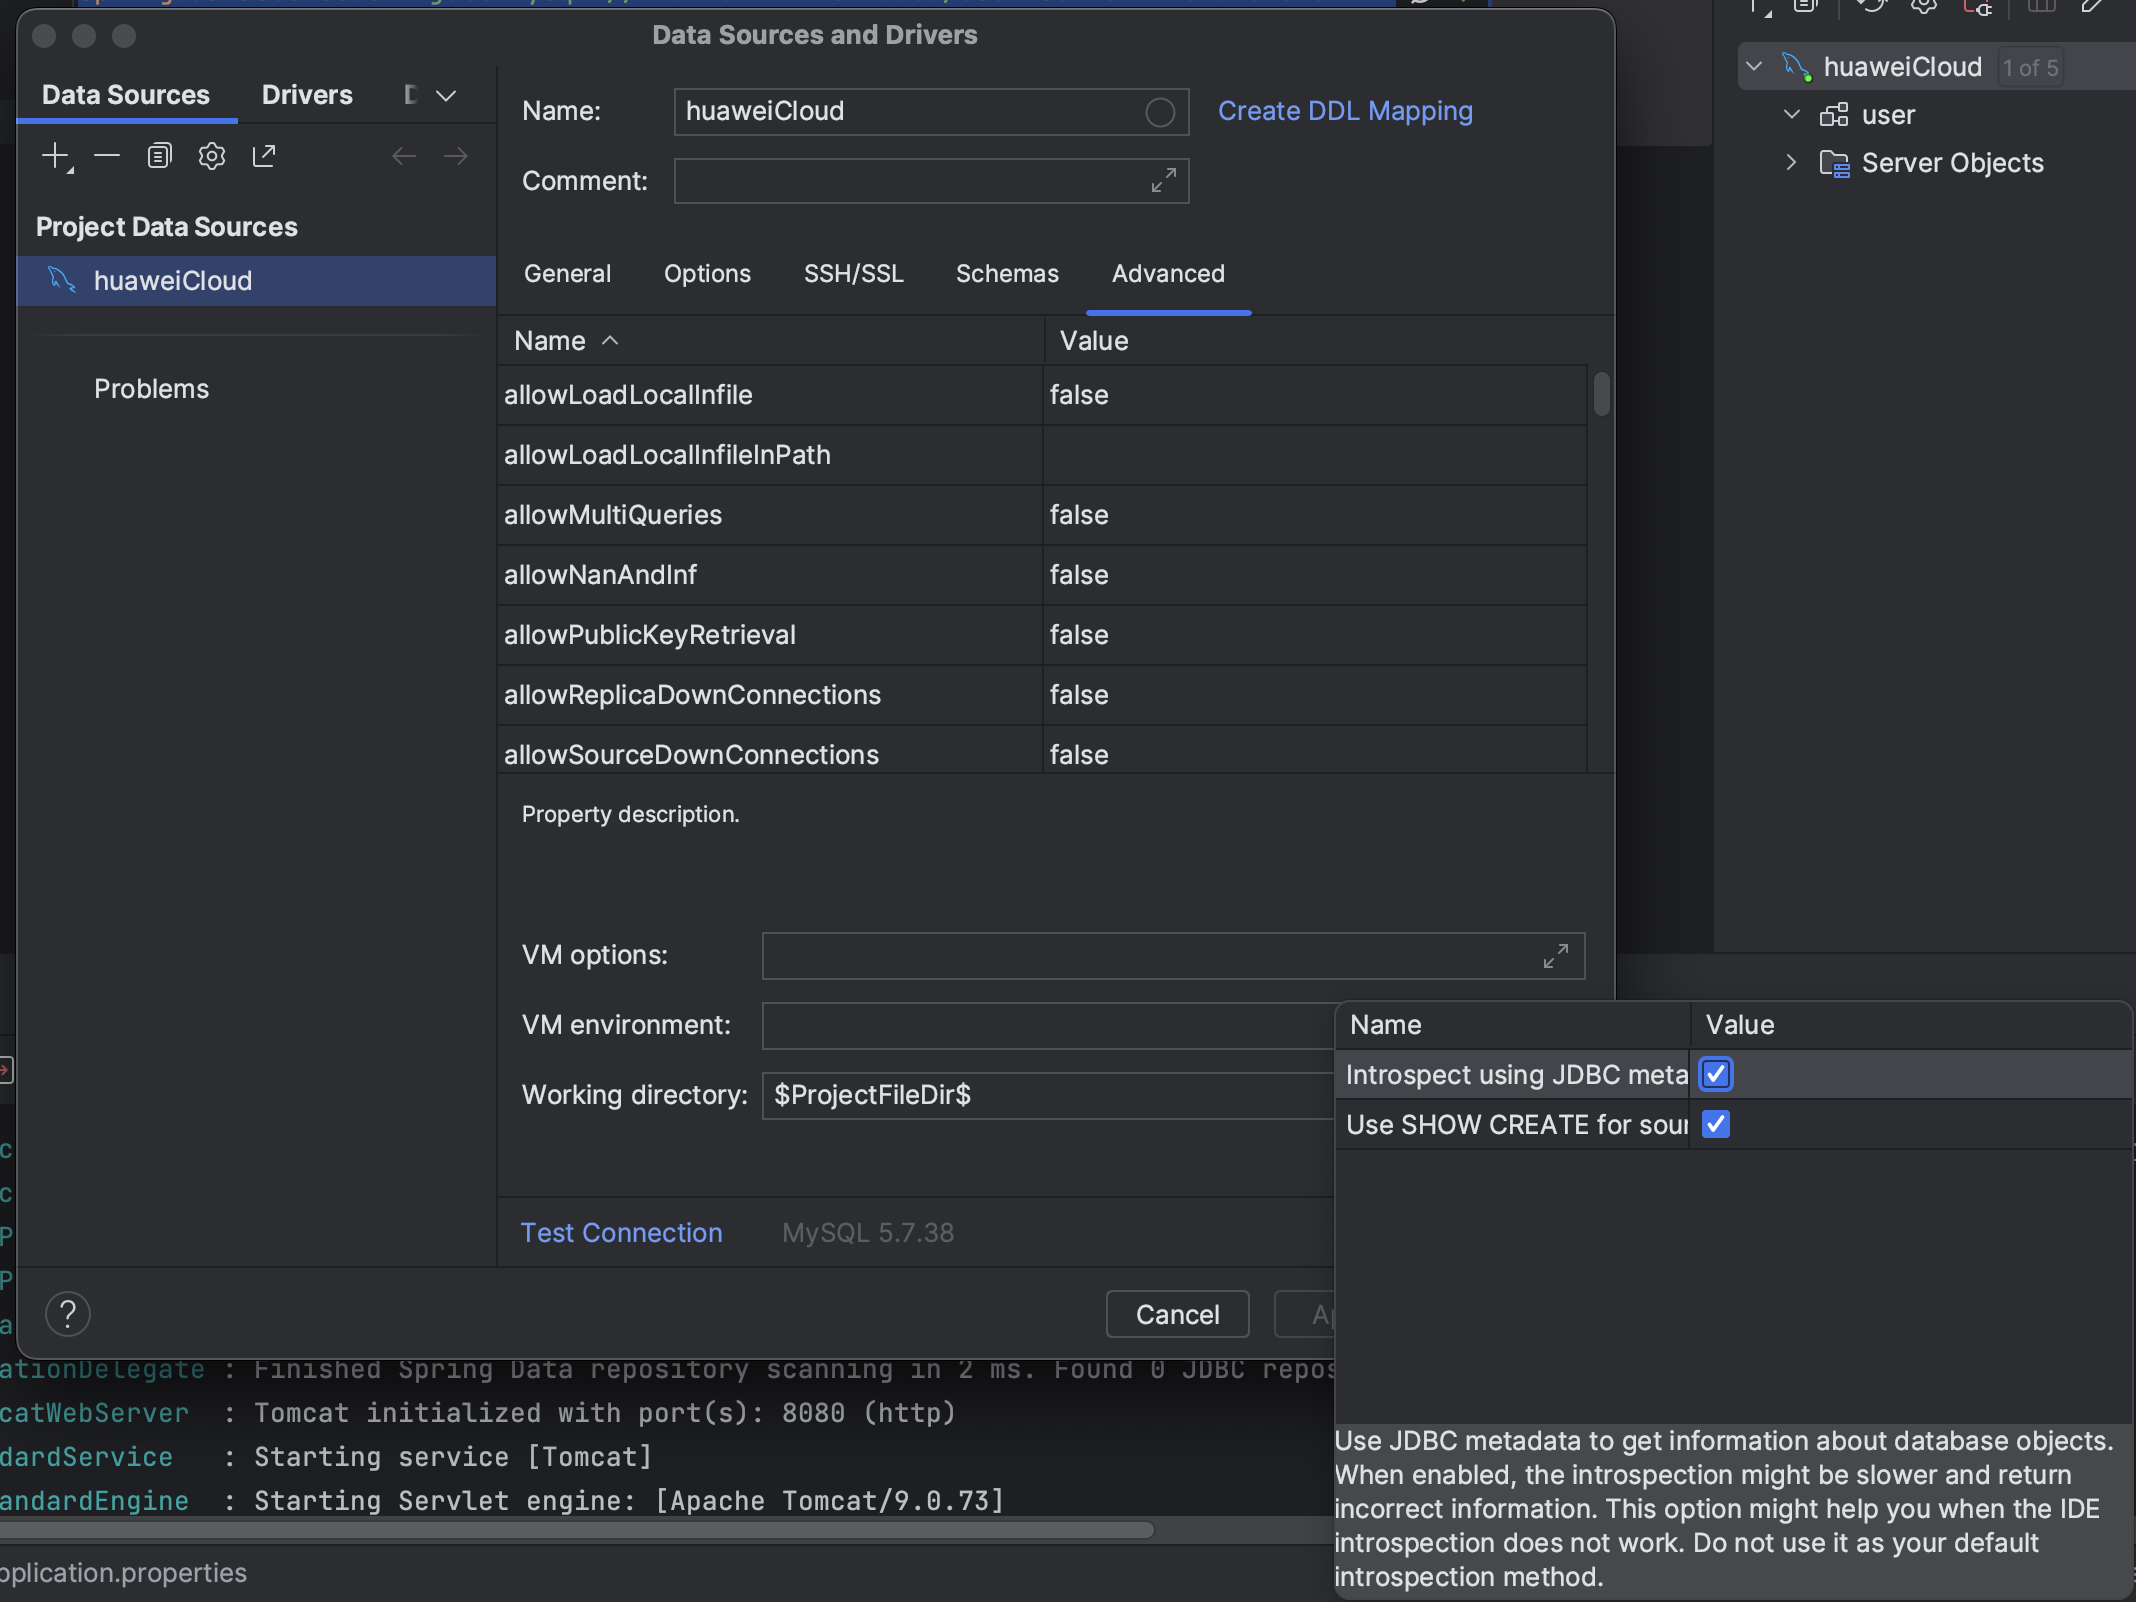 Data Sources and Drivers
Data Sources
Drivers
D
Project Data Sources
huaweiCloud
Problems
Name:
huaweiCloud
Create DDL Mapping
Comment:
General
Options
SSH/SSL
Schemas
Advanced
Name
Value
allowLoadLocalInfile
false
allowLoadLocalInfileInPath
allowMultiQueries
false
allowNanAndInf
false
allowPublicKeyRetrieval
false
allowReplicaDownConnections
false
allowSourceDownConnections
false
Property description.
VM options:
VM environment:
Working directory:
$ProjectFileDir$
Test Connection
MySQL 5.7.38
?
Cancel
Ap
huaweiCloud
1 of 5
user
Server Objects
Name
Value
Introspect using JDBC meta
Use SHOW CREATE for sour
Use JDBC metadata to get information about database objects.
When enabled, the introspection might be slower and return
incorrect information. This option might help you when the IDE
introspection does not work. Do not use it as your default
introspection method.
c
c
P
P
a
ationDelegate : Finished Spring Data repository scanning in 2 ms. Found 0 JDBC repos
catWebServer : Tomcat initialized with port(s): 8080 (http)
dardService : Starting service [Tomcat]
andardEngine : Starting Servlet engine: [Apache Tomcat/9.0.73]
pplication.properties